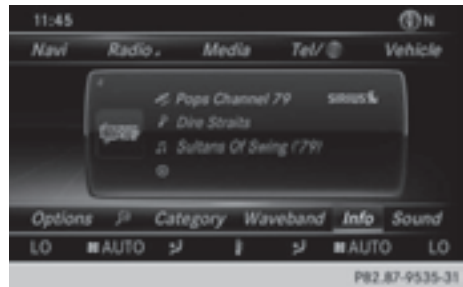 11:45 N
Navi Radio Media Tel/ Vehicle
Pops Channel 79 SIRIUS
Dire Straits
Sultans Of Swing ('79)
Options Category Waveband Info Sound
LO AUTO AUTO LO
P82.87-9535-31